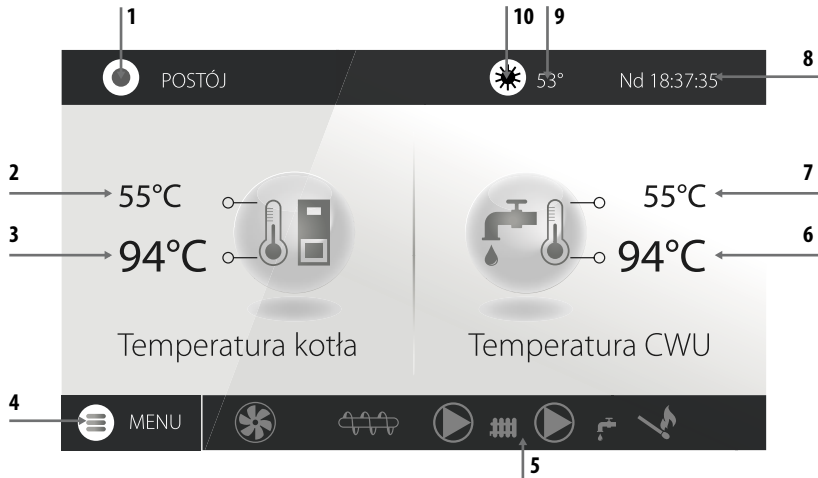 1
10 9
POSTÓJ
53°
Nd 18:37:35
8
2
55°C
55°C
7
3
94°C
94°C
6
Temperatura kotła
Temperatura CWU
4
MENU
5